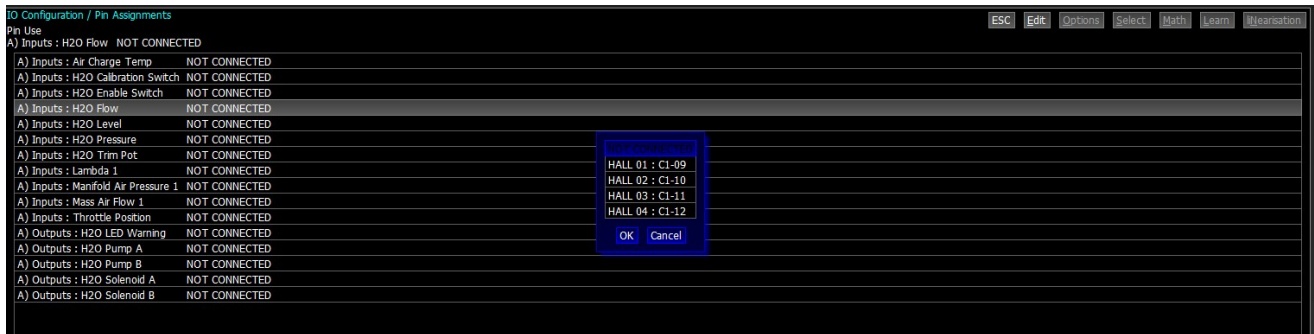 IO Configuration / Pin Assignments
ESC Edit Options Select Math Learn liNearisation
Pin Use
A) Inputs : H2O Flow NOT CONNECTED
A) Inputs : Air Charge Temp NOT CONNECTED
A) Inputs : H2O Calibration Switch NOT CONNECTED
A) Inputs : H2O Enable Switch NOT CONNECTED
A) Inputs : H2O Flow NOT CONNECTED
A) Inputs : H2O Level NOT CONNECTED
A) Inputs : H2O Pressure NOT CONNECTED
A) Inputs : H2O Trim Pot NOT CONNECTED
A) Inputs : Lambda 1 NOT CONNECTED
A) Inputs : Manifold Air Pressure 1 NOT CONNECTED
A) Inputs : Mass Air Flow 1 NOT CONNECTED
A) Inputs : Throttle Position NOT CONNECTED
A) Outputs : H2O LED Warning NOT CONNECTED
A) Outputs : H2O Pump A NOT CONNECTED
A) Outputs : H2O Pump B NOT CONNECTED
A) Outputs : H2O Solenoid A NOT CONNECTED
A) Outputs : H2O Solenoid B NOT CONNECTED
HALL 01 : C1-09
HALL 02 : C1-10
HALL 03 : C1-11
HALL 04 : C1-12
OK Cancel